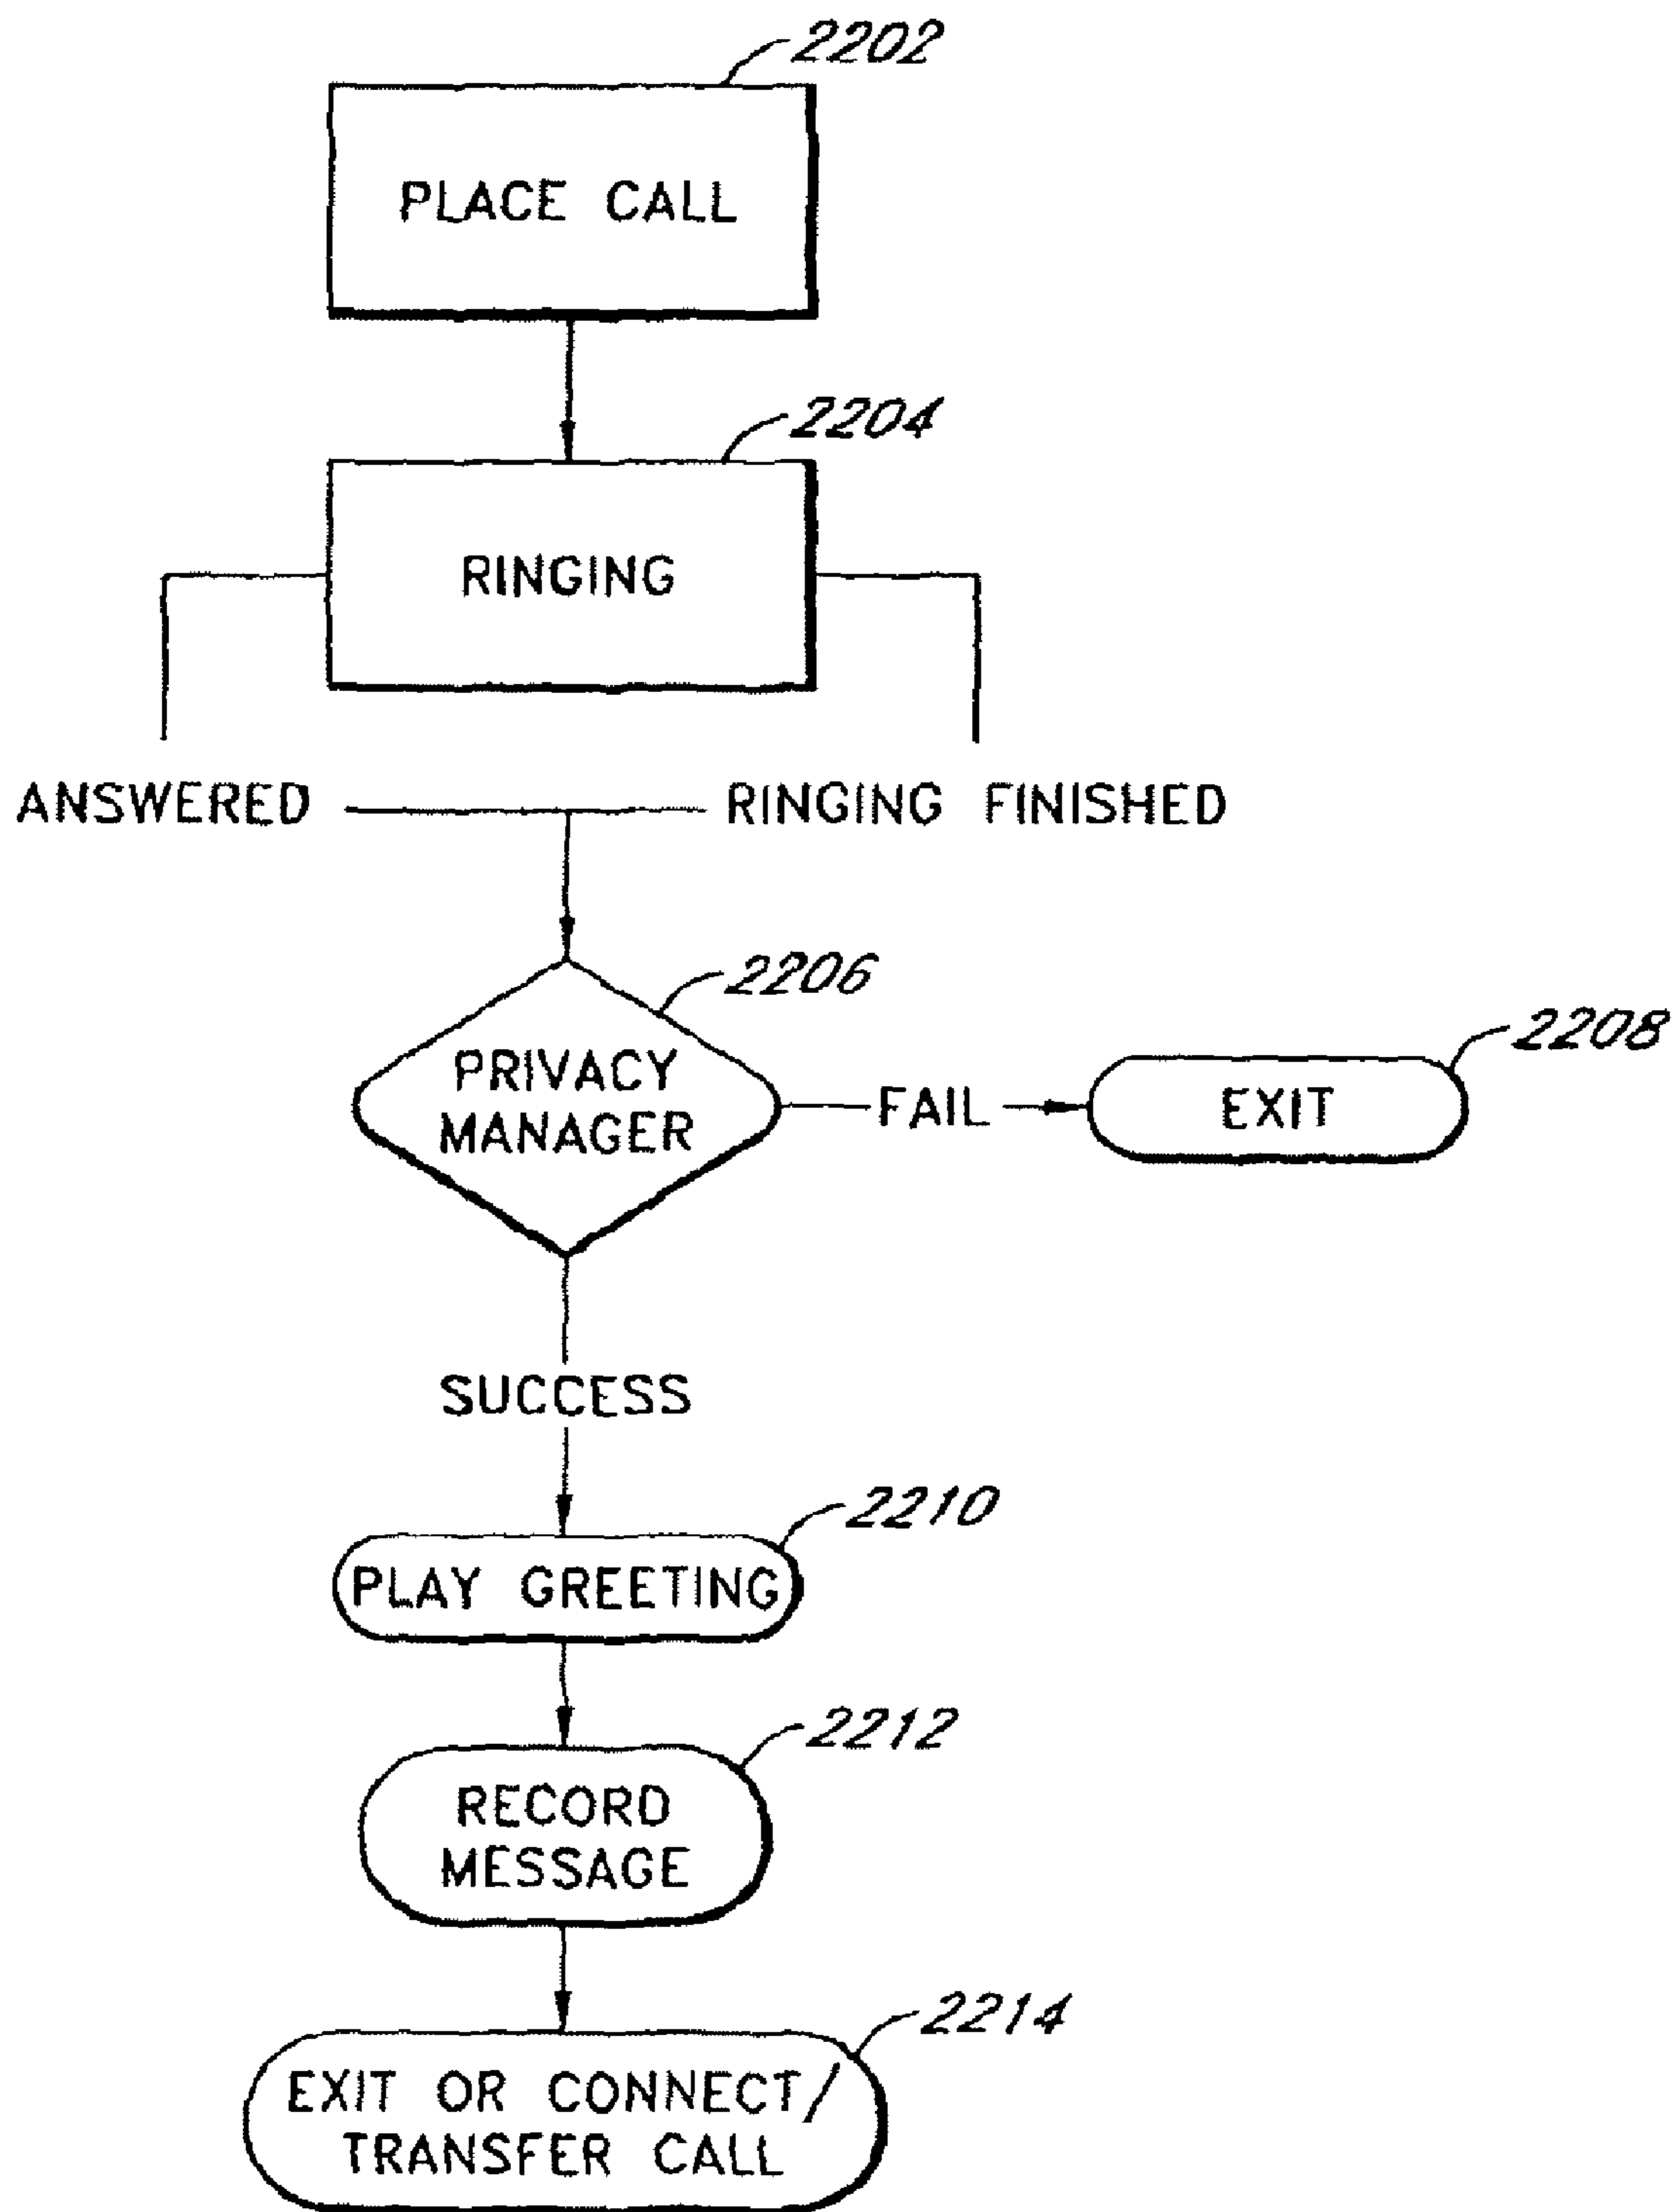 2202
PLACE CALL
2204
RINGING
ANSWERED
RINGING FINISHED
2206
PRIVACY
MANAGER
FAIL
2208
EXIT
SUCCESS
2210
PLAY GREETING
2212
RECORD
MESSAGE
2214
EXIT OR CONNECT/
TRANSFER CALL